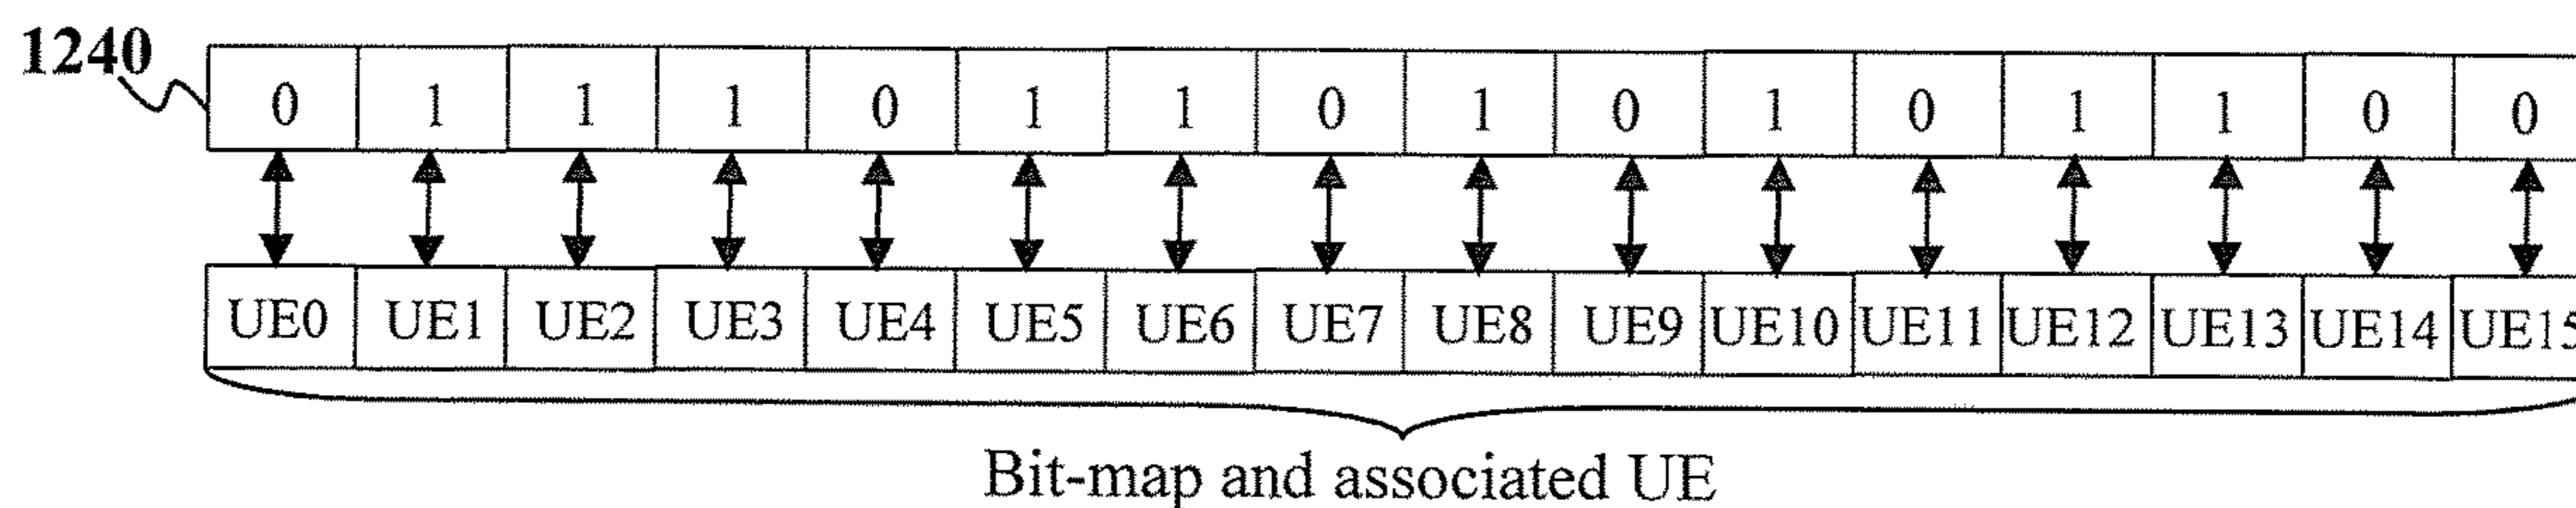 1240
0 1 1 1 0 1 1 0 1 0 1 0 1 1 0 0
UE0 UE1 UE2 UE3 UE4 UE5 UE6 UE7 UE8 UE9 UE10 UE11 UE12 UE13 UE14 UE15
Bit-map and associated UE